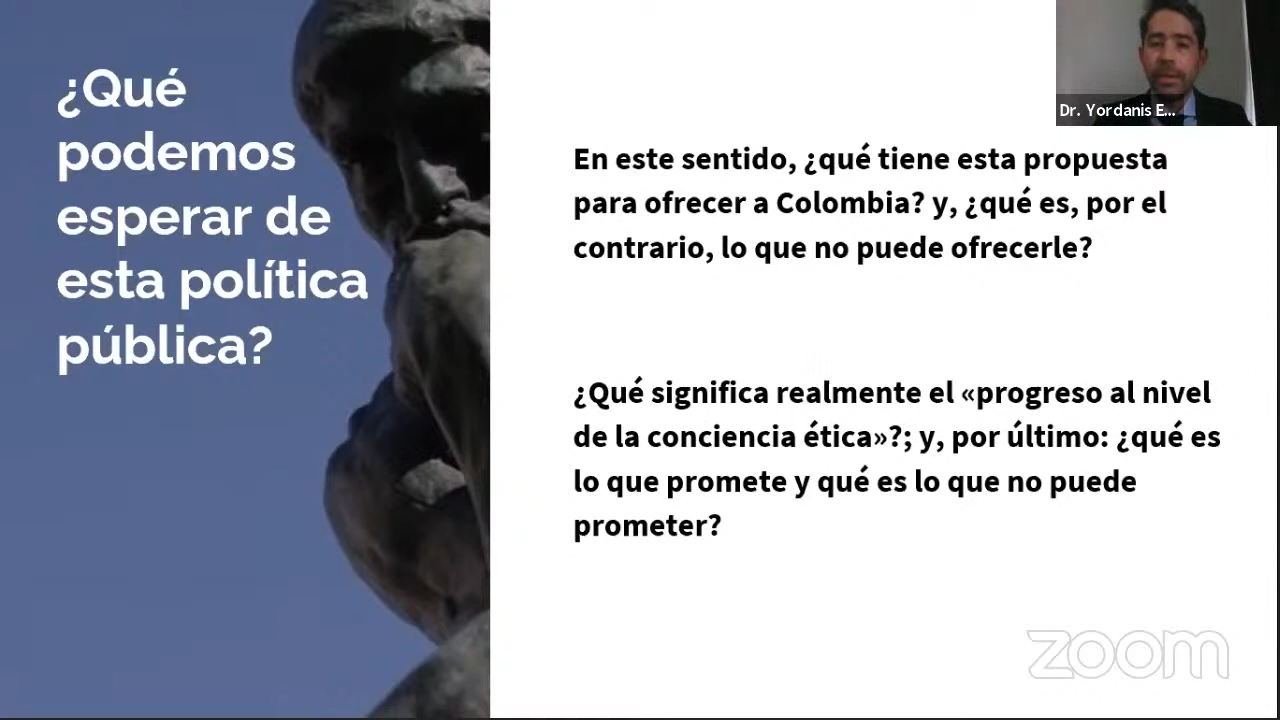 ¿Qué
podemos
esperar de
esta política
pública?
Dr. Yordanis E...
En este sentido, ¿qué tiene esta propuesta
para ofrecer a Colombia? y, ¿qué es, por el
contrario, lo que no puede ofrecerle?
¿Qué significa realmente el «progreso al nivel
de la conciencia ética»?; y, por último: ¿qué es
lo que promete y qué es lo que no puede
prometer?
zoom